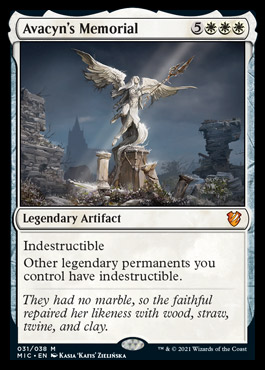 Avacyn's Memorial 5
Legendary Artifact
Indestructible
Other legendary permanents you
control have indestructible.
They had no marble, so the faithful
repaired her likeness with wood, straw,
twine, and clay.
031/038 M
MIC • EN KASIA 'KAFIS' ZIELIŃSKA
™ & © 2021 Wizards of the Coast